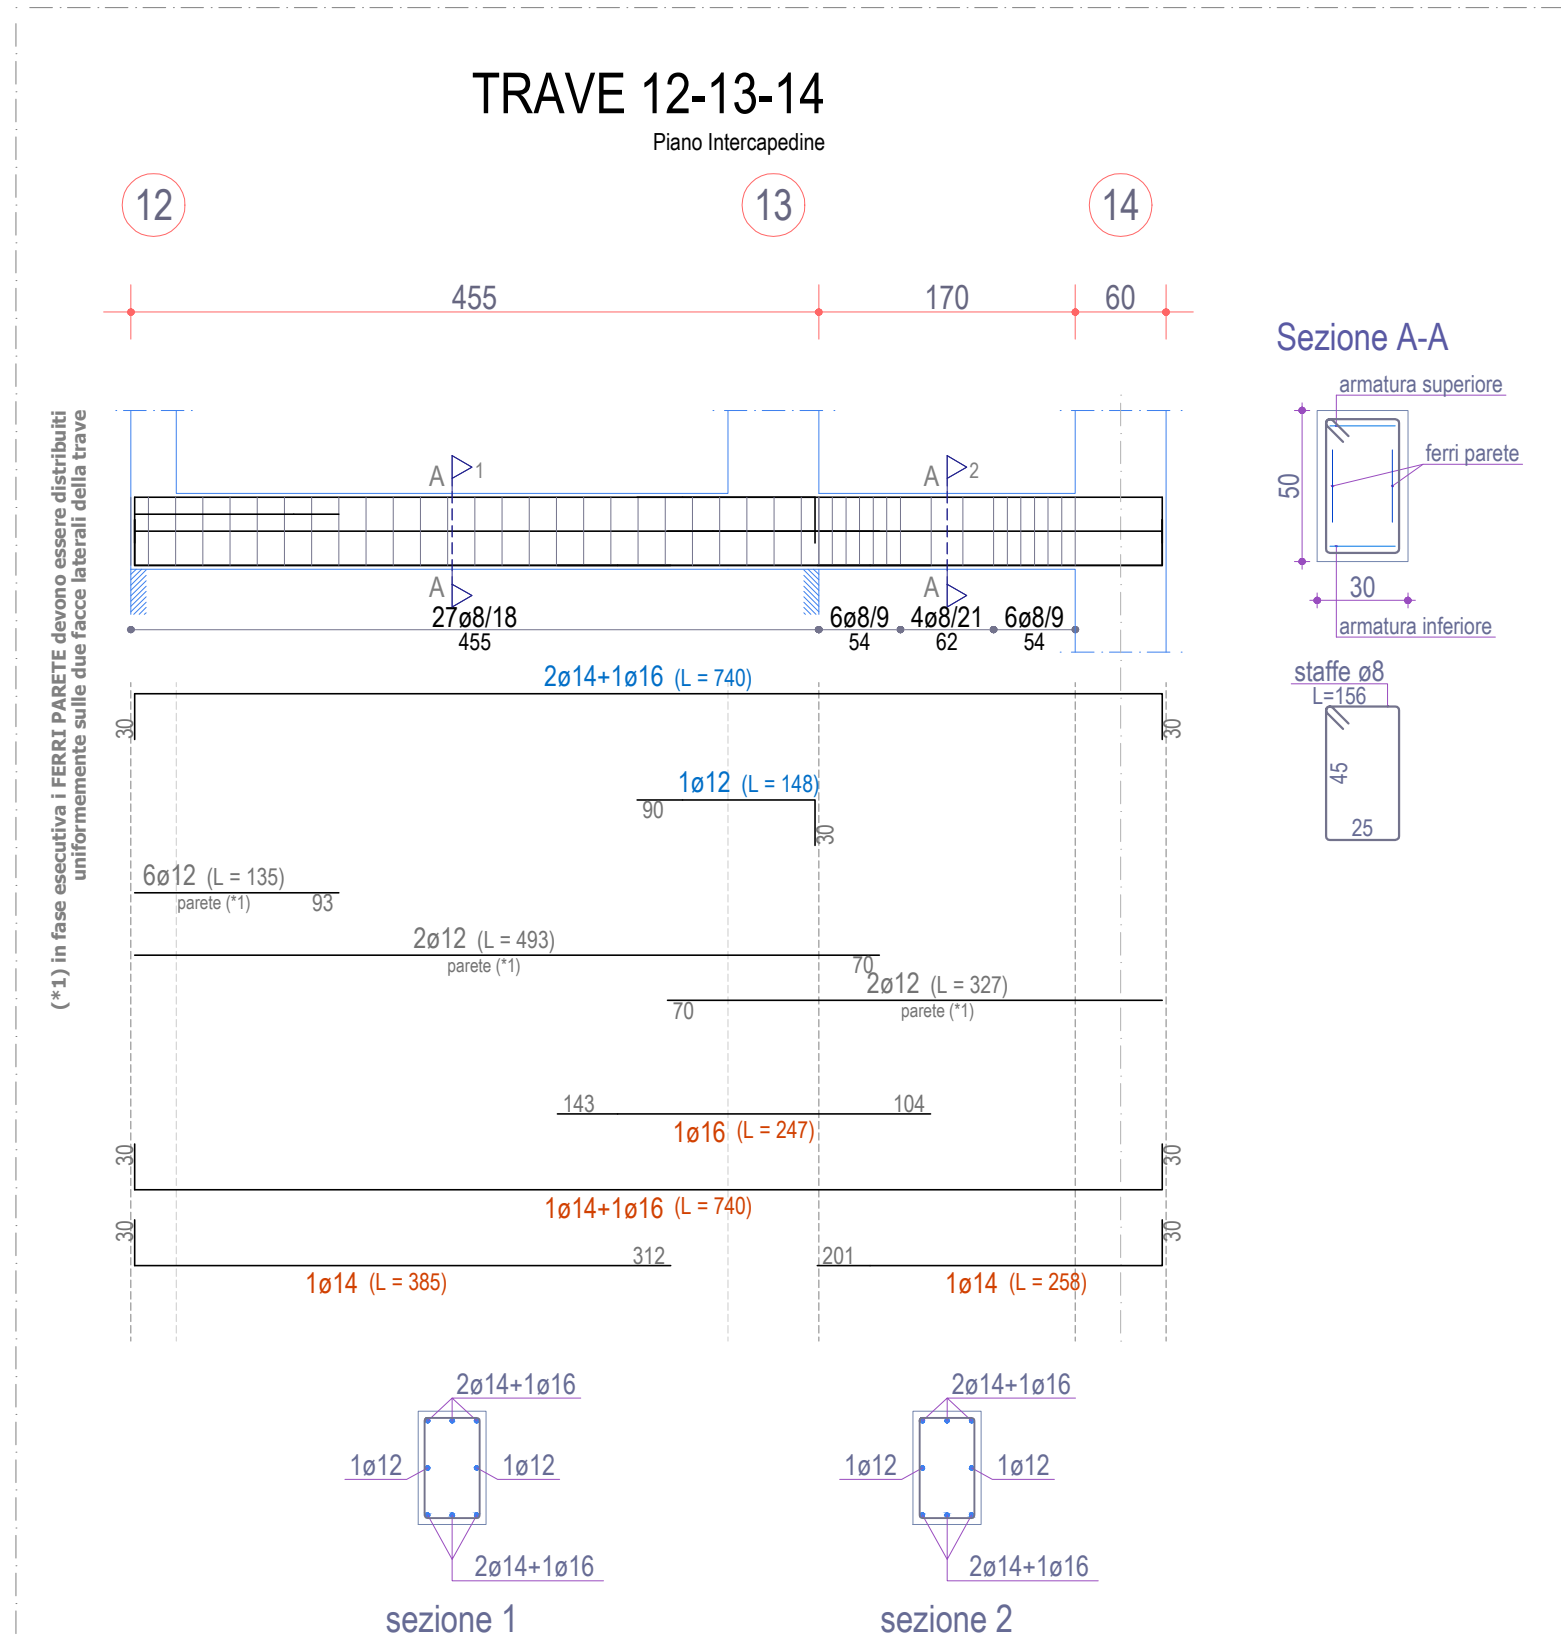 TRAVE 12-13-14
Piano Intercapedine
12
13
14
455
170
60
Sezione A-A
armatura superiore
ferri parete
50
30
armatura inferiore
staffe ø8
L=156
45
25
(*1) in fase esecutiva i FERRI PARETE devono essere distribuiti
uniformemente sulle due facce laterali della trave
A
1
A
2
A
A
27ø8/18
455
6ø8/9
54
4ø8/21
62
6ø8/9
54
2ø14+1ø16 (L = 740)
30
30
1ø12 (L = 148)
90
30
6ø12 (L = 135)
parete (*1)
93
2ø12 (L = 493)
parete (*1)
70
2ø12 (L = 327)
70
parete (*1)
143
104
1ø16 (L = 247)
30
30
1ø14+1ø16 (L = 740)
30
30
312
201
1ø14 (L = 385)
1ø14 (L = 258)
2ø14+1ø16
1ø12
1ø12
2ø14+1ø16
sezione 1
2ø14+1ø16
1ø12
1ø12
2ø14+1ø16
sezione 2